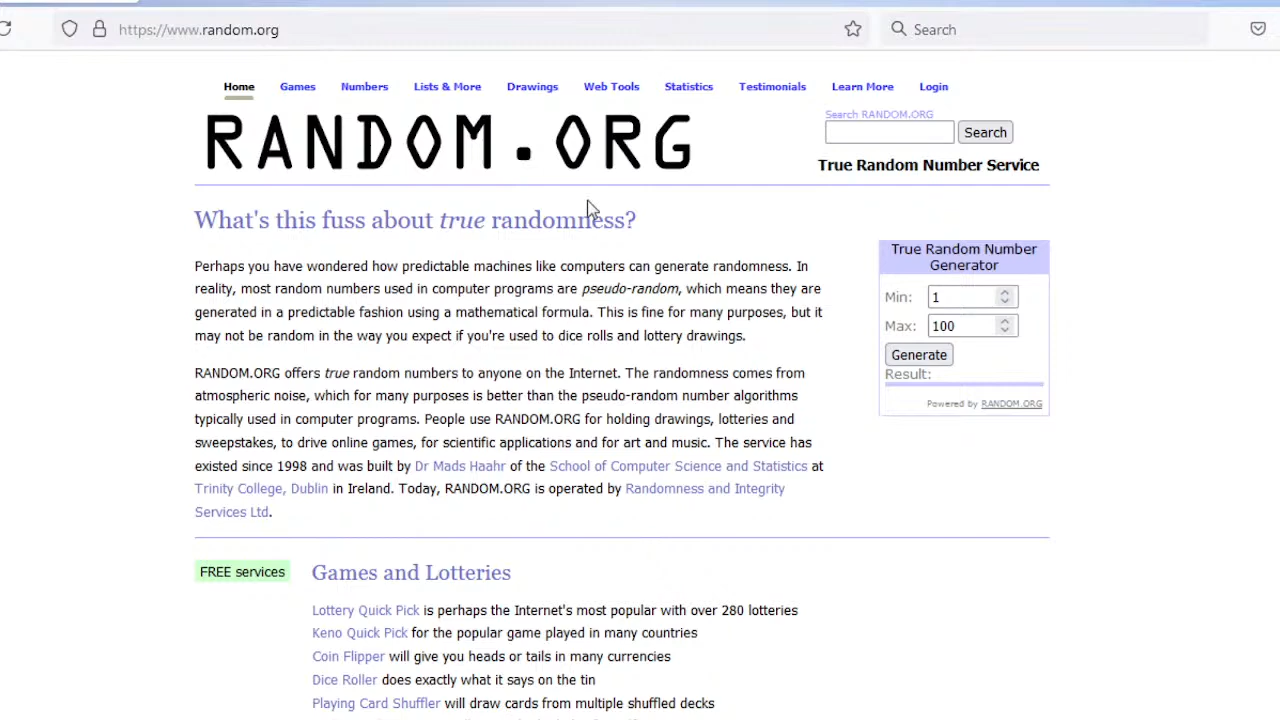 https://www.random.org
Search
Home Games Numbers Lists & More Drawings Web Tools Statistics Testimonials Learn More Login
RANDOM.ORG
Search RANDOM.ORG
Search
True Random Number Service
What's this fuss about true randomness?
Perhaps you have wondered how predictable machines like computers can generate randomness. In
reality, most random numbers used in computer programs are pseudo-random, which means they are
generated in a predictable fashion using a mathematical formula. This is fine for many purposes, but it
may not be random in the way you expect if you're used to dice rolls and lottery drawings.
RANDOM.ORG offers true random numbers to anyone on the Internet. The randomness comes from
atmospheric noise, which for many purposes is better than the pseudo-random number algorithms
typically used in computer programs. People use RANDOM.ORG for holding drawings, lotteries and
sweepstakes, to drive online games, for scientific applications and for art and music. The service has
existed since 1998 and was built by Dr Mads Haahr of the School of Computer Science and Statistics at
Trinity College, Dublin in Ireland. Today, RANDOM.ORG is operated by Randomness and Integrity
Services Ltd.
True Random Number
Generator
Min: 1
Max: 100
Generate
Result:
Powered by RANDOM.ORG
FREE services
Games and Lotteries
Lottery Quick Pick is perhaps the Internet's most popular with over 280 lotteries
Keno Quick Pick for the popular game played in many countries
Coin Flipper will give you heads or tails in many currencies
Dice Roller does exactly what it says on the tin
Playing Card Shuffler will draw cards from multiple shuffled decks